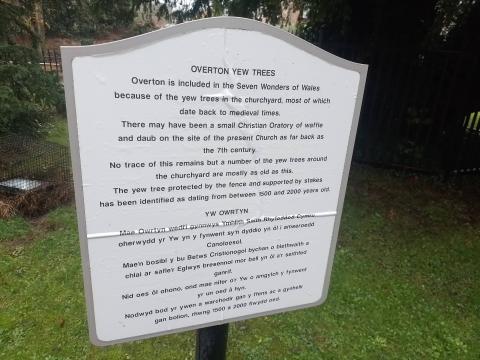 OVERTON YEW TREES
Overton is included in the Seven Wonders of Wales
because of the yew trees in the churchyard, most of which
date back to medieval times.
There may have been a small Christian Oratory of waffle
and daub on the site of the present Church as far back as
the 7th century.
No trace of this remains but a number of the yew trees around
the churchyard are mostly as old as this.
The yew tree protected by the fence and supported by stakes
has been identified as dating from between 1500 and 2000 years old.
YW OWRTYN
Mae Owrtyn wedi'i gynnwys Ymhlith Saith Rhyfeddod Cymru
oherwydd yr Yw yn y fynwent sy'n dyddio yn ôl i amseroedd
Canoloesol.
Mae'n bosibl y bu Betws Cristionogol bychan o blethwaith a
chlai ar safle'r Eglwys bresennol mor bell yn ôl a'r seithfed
ganrif.
Nid oes ôl ohono, ond mae nifer o'r Yw o amgylch y fynwent
yr un oed â hyn.
Nodwyd bod yr ywen a warchodir gan y ffens ac a gynhelir
gan bolion, rhwng 1500 a 2000 flwydd oed.